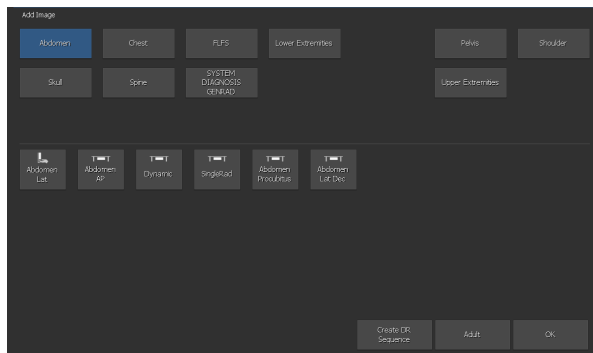 Add Image
Abdomen
Chest
FLFS
Lower Extremities
Pelvis
Shoulder
Skull
Spine
SYSTEM
DIAGNOSIS
GENRAD
Upper Extremities
Abdomen
Lat
Abdomen
AP
Dynamic
SingleRad
Abdomen
Procubitus
Abdomen
Lat Dec
Create DR
Sequence
Adult
OK